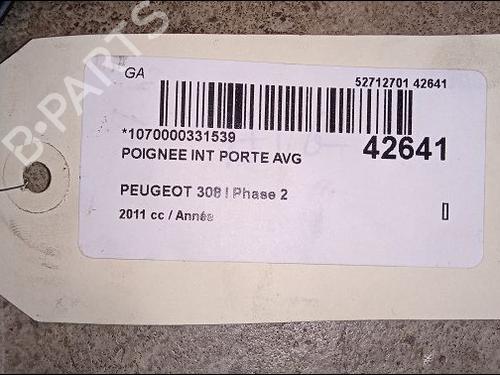 B-PARTS
GA
52712701 42641
*1070000331539
42641
POIGNEE INT PORTE AVG
PEUGEOT 308 I Phase 2
2011 cc / Année